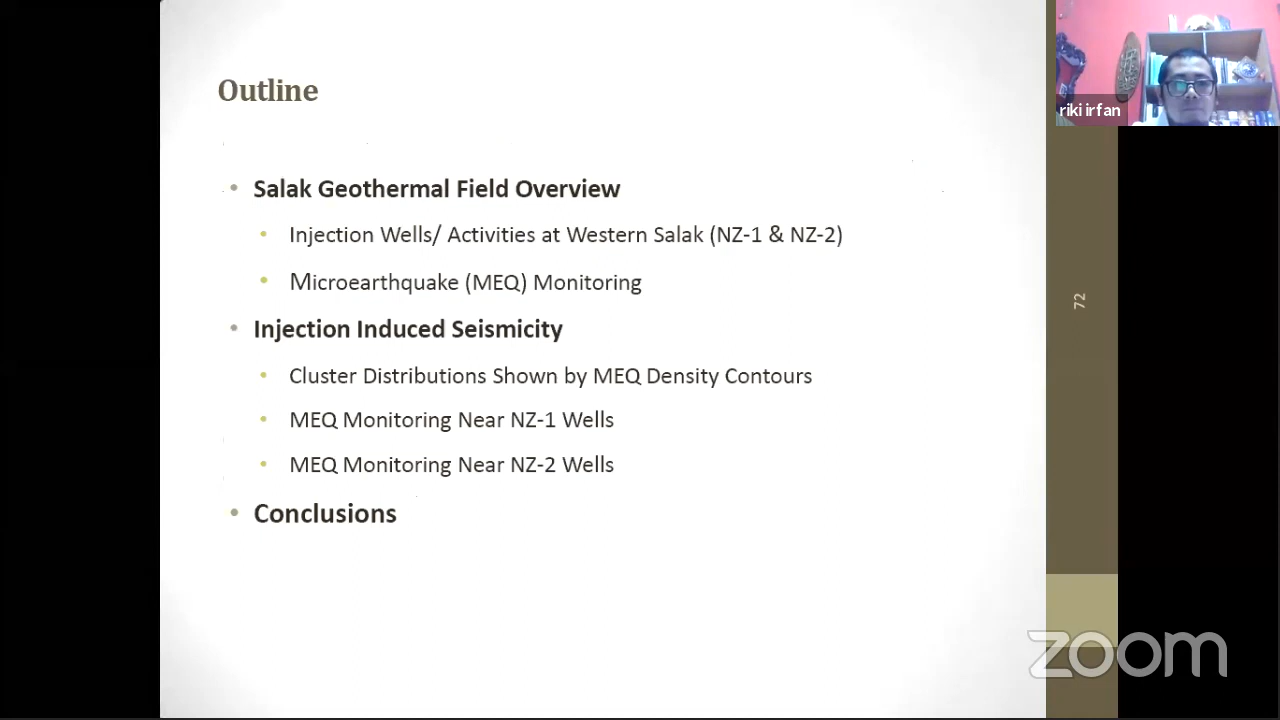 Outline
• Salak Geothermal Field Overview
• Injection Wells/ Activities at Western Salak (NZ-1 & NZ-2)
• Microearthquake (MEQ) Monitoring
• Injection Induced Seismicity
• Cluster Distributions Shown by MEQ Density Contours
• MEQ Monitoring Near NZ-1 Wells
• MEQ Monitoring Near NZ-2 Wells
• Conclusions
riki irfan
72
zoom